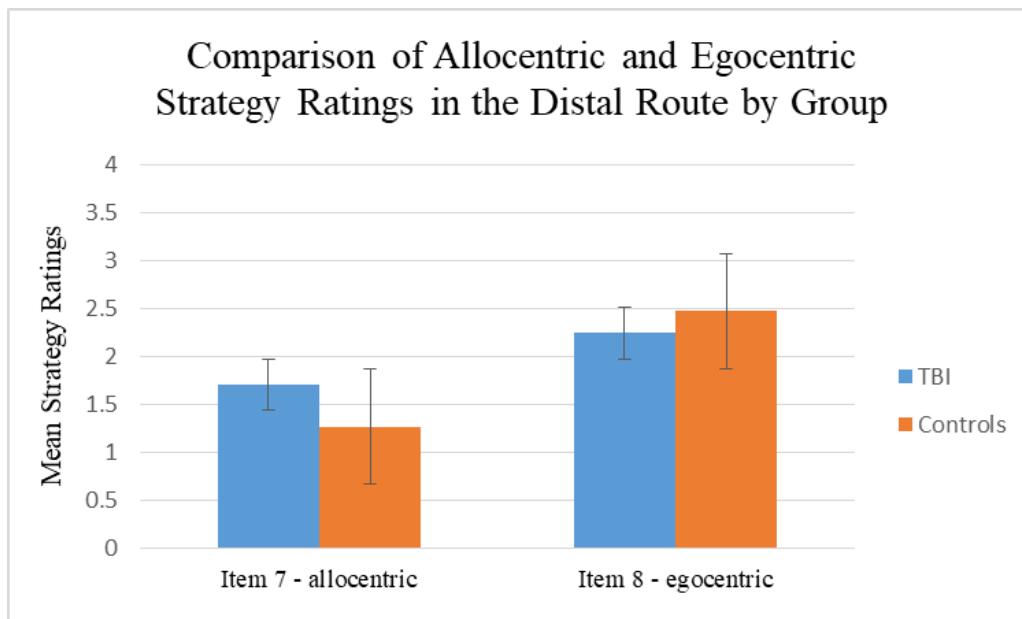 Comparison of Allocentric and Egocentric
Strategy Ratings in the Distal Route by Group
Mean Strategy Ratings
4
3.5
3
2.5
2
1.5
1
0.5
0
Item 7 - allocentric
Item 8 - egocentric
TBI
Controls